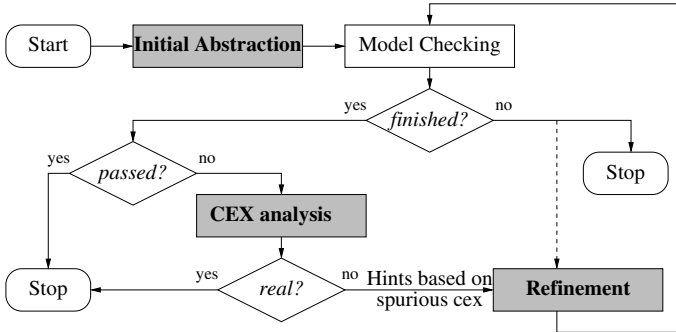 Start
Initial Abstraction
Model Checking
yes
finished?
no
yes
passed?
no
Stop
CEX analysis
Stop
yes
real?
no
Hints based on
spurious cex
Refinement